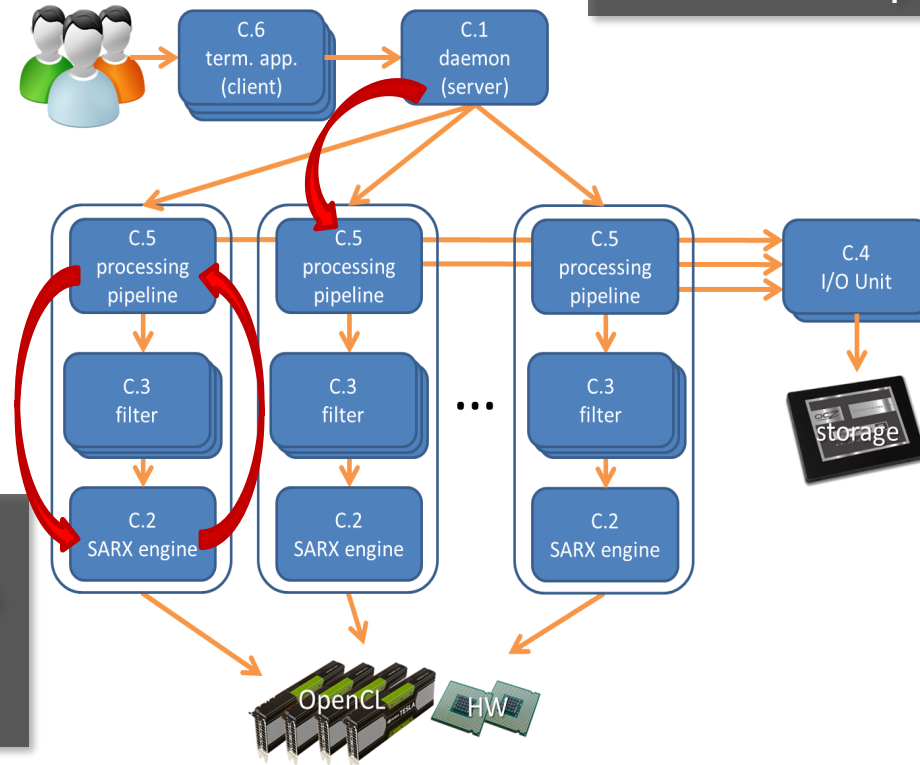 C.6
term. app.
(client)
C.1
daemon
(server)
C.5
processing
pipeline
C.5
processing
pipeline
C.5
processing
pipeline
C.4
I/O Unit
C.3
filter
C.3
filter
...
C.3
filter
storage
C.2
SARX engine
C.2
SARX engine
C.2
SARX engine
OpenCL
TESLA
HW